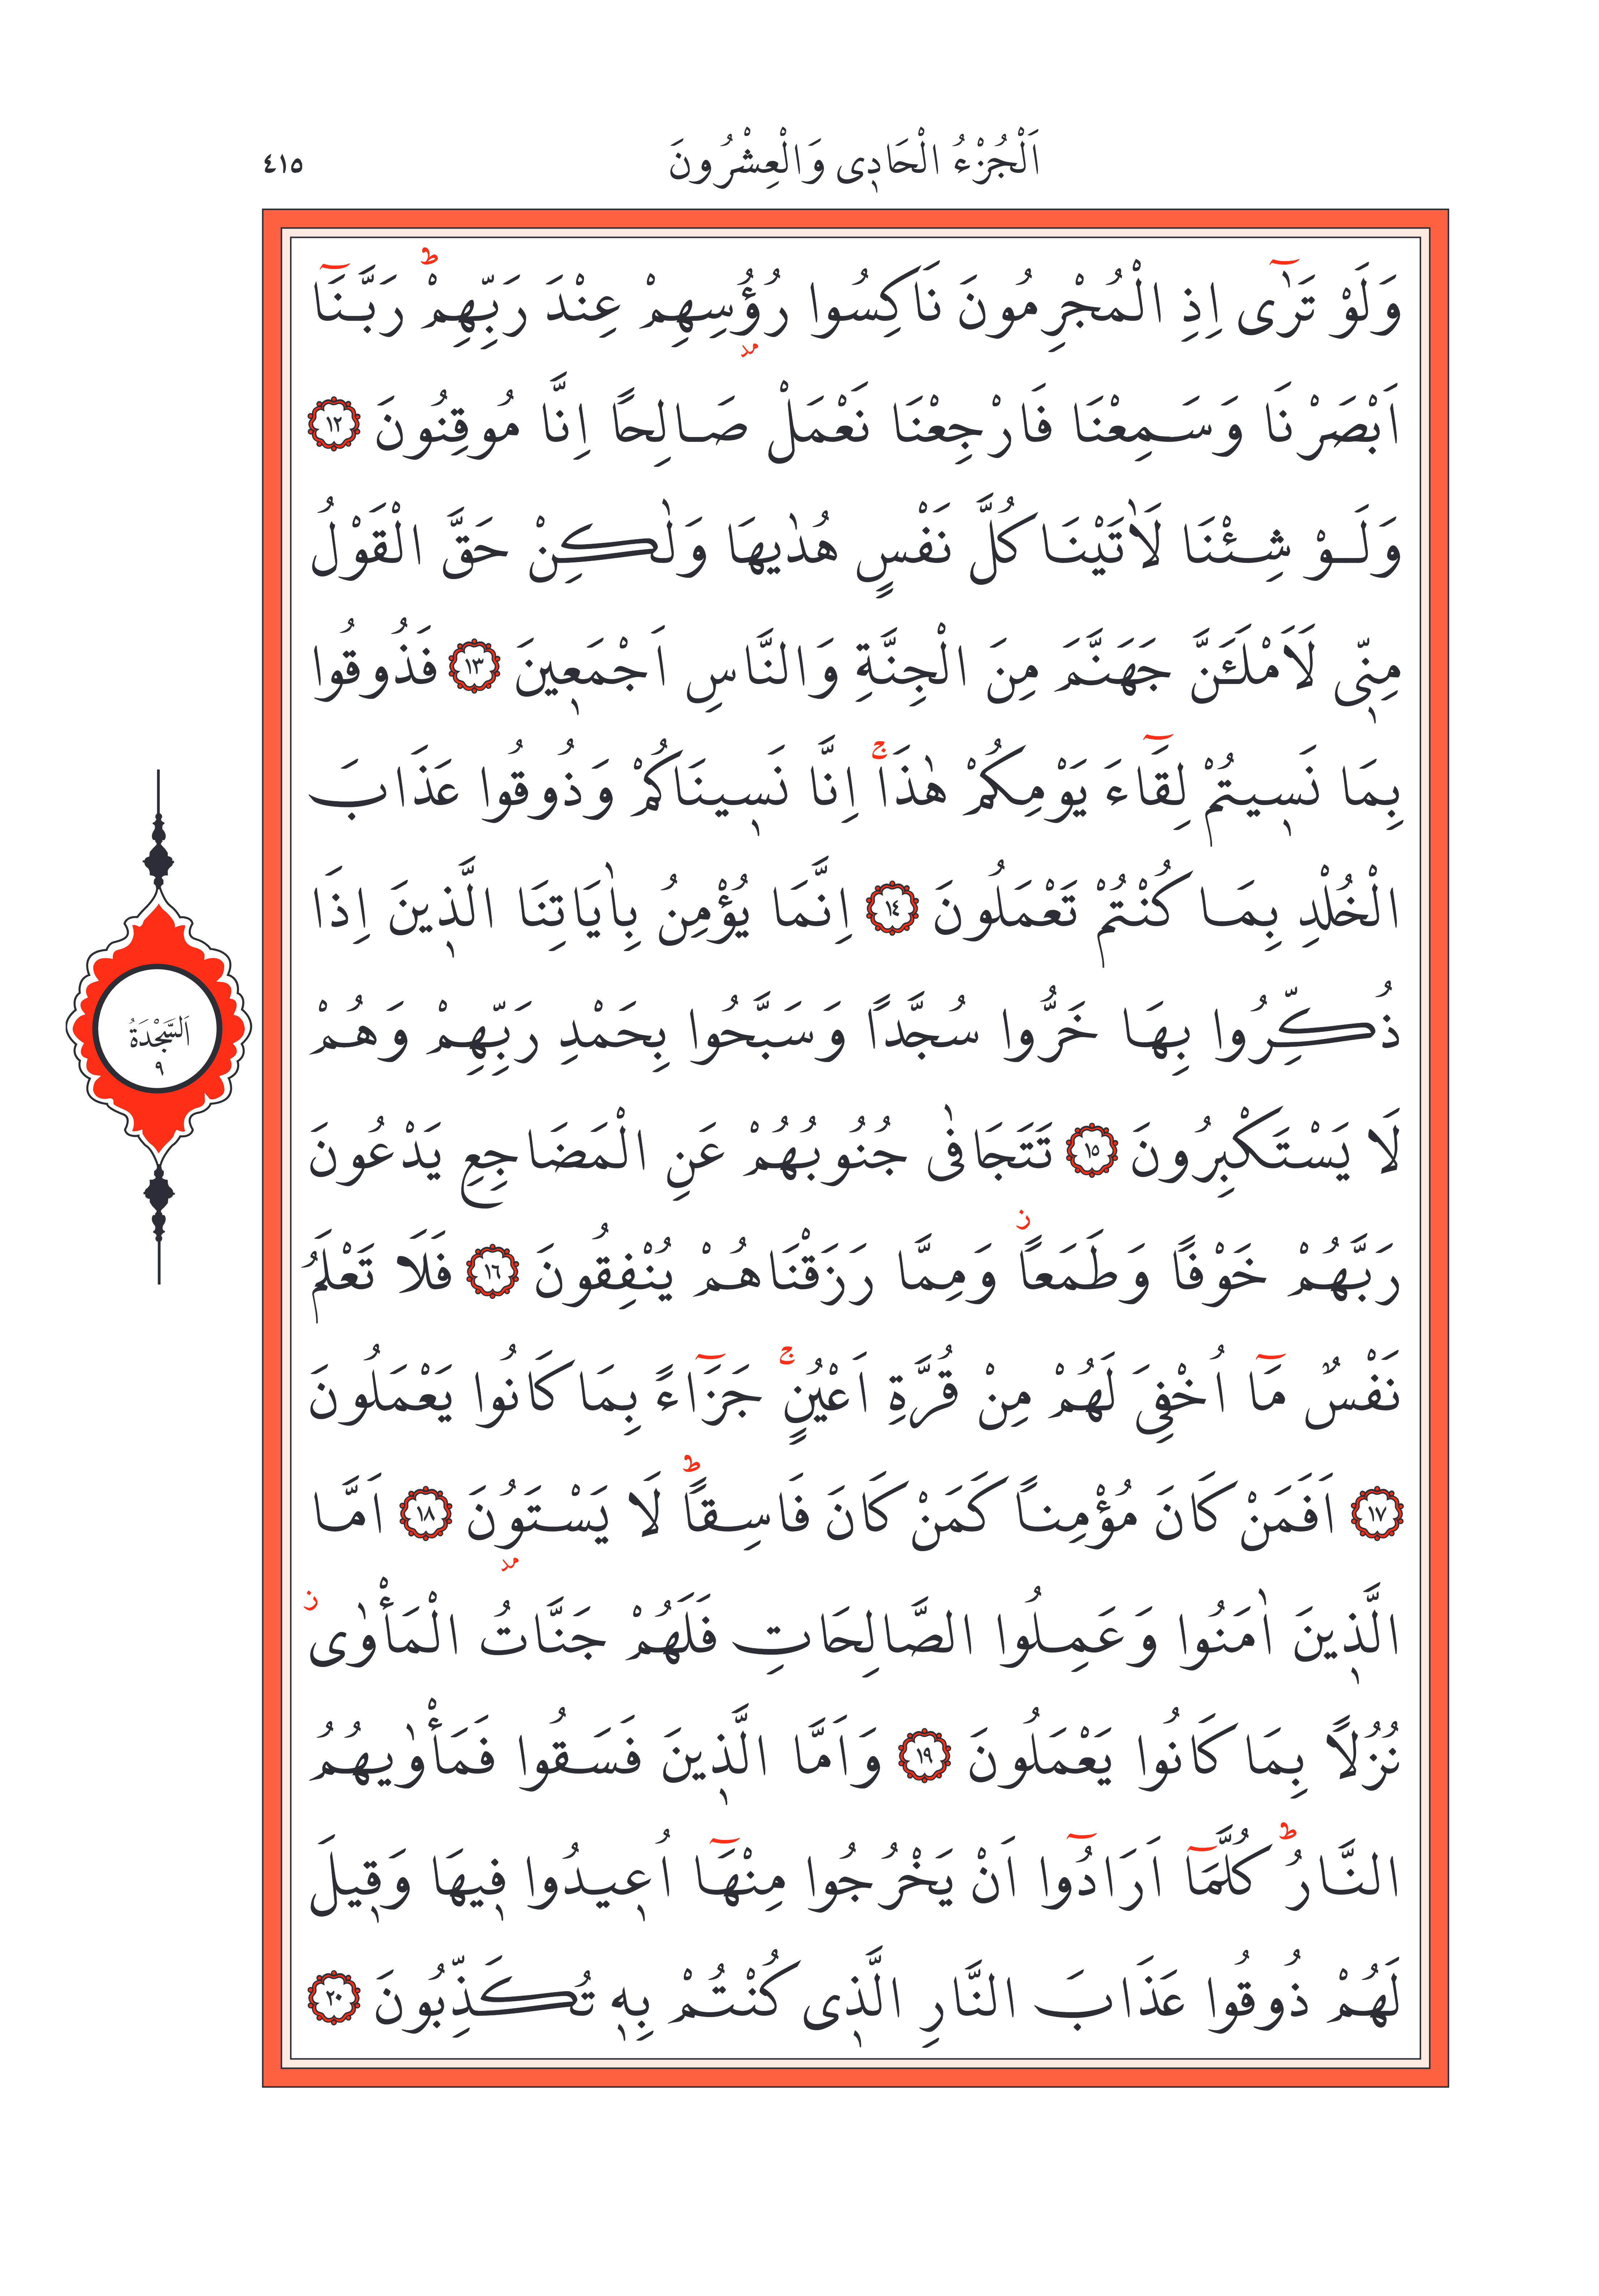 اَلْجُزْءُ الْحَادٖى وَالْعِشْرُونَ
٤١٥
وَلَوْ تَرٰٓى اِذِ الْمُجْرِمُونَ نَاكِسُوا رُؤُ۫سِهِمْ عِنْدَ رَبِّهِمْۜ رَبَّنَٓا
اَبْصَرْنَا وَسَمِعْنَا فَارْجِعْنَا نَعْمَلْ صَالِحًا اِنَّا مُوقِنُونَ ﴿١٢﴾
وَلَوْ شِئْنَا لَاٰتَيْنَا كُلَّ نَفْسٍ هُدٰيهَا وَلٰكِنْ حَقَّ الْقَوْلُ
مِنّٖى لَاَمْلَـَٔنَّ جَهَنَّمَ مِنَ الْجِنَّةِ وَالنَّاسِ اَجْمَعٖينَ ﴿١٣﴾ فَذُوقُوا
بِمَا نَسٖيتُمْ لِقَٓاءَ يَوْمِكُمْ هٰذَاۚ اِنَّا نَسٖينَاكُمْ وَذُوقُوا عَذَابَ
الْخُلْدِ بِمَا كُنْتُمْ تَعْمَلُونَ ﴿١٤﴾ اِنَّمَا يُؤْمِنُ بِاٰيَاتِنَا الَّذٖينَ اِذَا
ذُكِّرُوا بِهَا خَرُّوا سُجَّدًا وَسَبَّحُوا بِحَمْدِ رَبِّهِمْ وَهُمْ
لَا يَسْتَكْبِرُونَ ﴿١٥﴾ تَتَجَافٰى جُنُوبُهُمْ عَنِ الْمَضَاجِعِ يَدْعُونَ
رَبَّهُمْ خَوْفًا وَطَمَعًاؗ وَمِمَّا رَزَقْنَاهُمْ يُنْفِقُونَ ﴿١٦﴾ فَلَا تَعْلَمُ
نَفْسٌ مَٓا اُخْفِىَ لَهُمْ مِنْ قُرَّةِ اَعْيُنٍۚ جَزَٓاءً بِمَا كَانُوا يَعْمَلُونَ
﴿١٧﴾ اَفَمَنْ كَانَ مُؤْمِنًا كَمَنْ كَانَ فَاسِقًاۜ لَا يَسْتَوُ۫نَ ﴿١٨﴾ اَمَّا
الَّذٖينَ اٰمَنُوا وَعَمِلُوا الصَّالِحَاتِ فَلَهُمْ جَنَّاتُ الْمَأْوٰىؗ
نُزُلًا بِمَا كَانُوا يَعْمَلُونَ ﴿١٩﴾ وَاَمَّا الَّذٖينَ فَسَقُوا فَمَأْوٰيهُمُ
النَّارُۜ كُلَّمَٓا اَرَادُٓوا اَنْ يَخْرُجُوا مِنْهَٓا اُعٖيدُوا فٖيهَا وَقٖيلَ
لَهُمْ ذُوقُوا عَذَابَ النَّارِ الَّذٖى كُنْتُمْ بِهٖ تُكَذِّبُونَ ﴿٢٠﴾
اَلسَّجْدَةُ
٩